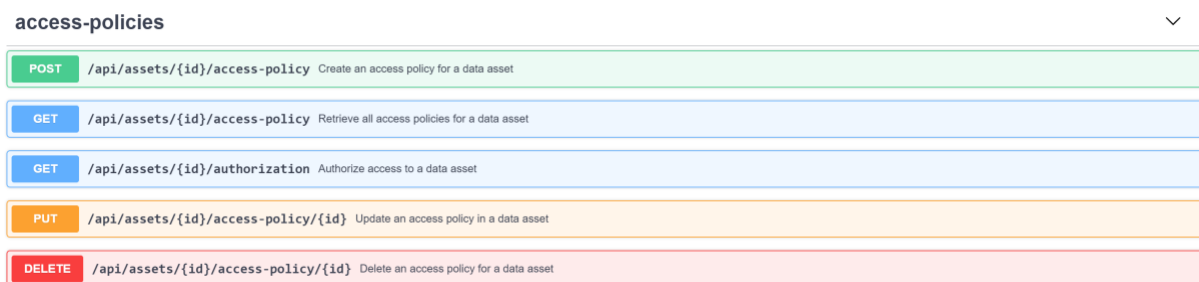 access-policies
POST /api/assets/{id}/access-policy Create an access policy for a data asset
GET /api/assets/{id}/access-policy Retrieve all access policies for a data asset
GET /api/assets/{id}/authorization Authorize access to a data asset
PUT /api/assets/{id}/access-policy/{id} Update an access policy in a data asset
DELETE /api/assets/{id}/access-policy/{id} Delete an access policy for a data asset